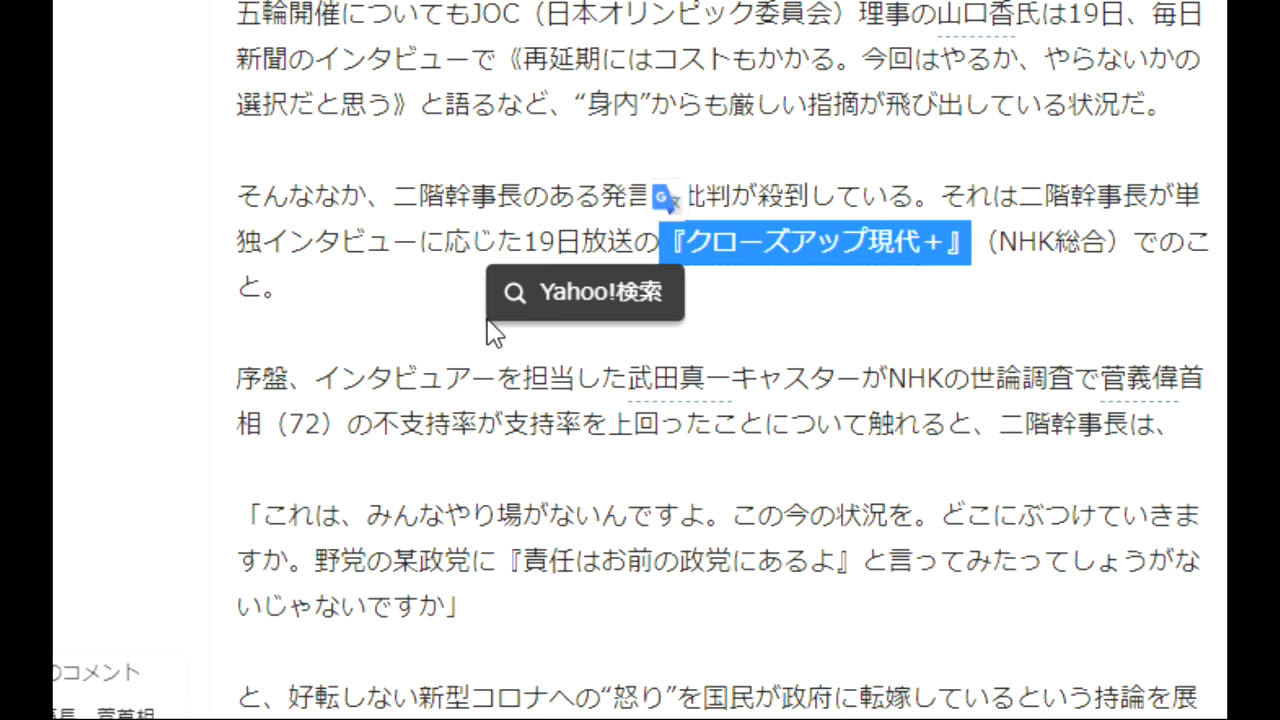 五輪開催についてもJOC（日本オリンピック委員会）理事の山口香氏は19日、毎日
新聞のインタビューで《再延期にはコストもかかる。今回はやるか、やらないかの
選択だと思う》と語るなど、“身内”からも厳しい指摘が飛び出している状況だ。
そんななか、二階幹事長のある発言 批判が殺到している。それは二階幹事長が単
独インタビューに応じた19日放送の『クローズアップ現代＋』（NHK総合）でのこ
と。
Yahoo!検索
序盤、インタビュアーを担当した武田真一キャスターがNHKの世論調査で菅義偉首
相（72）の不支持率が支持率を上回ったことについて触れると、二階幹事長は、
「これは、みんなやり場がないんですよ。この今の状況を。どこにぶつけていきま
すか。野党の某政党に『責任はお前の政党にあるよ』と言ってみたってしょうがな
いじゃないですか」
のコメント
と、好転しない新型コロナへの“怒り”を国民が政府に転嫁しているという持論を展